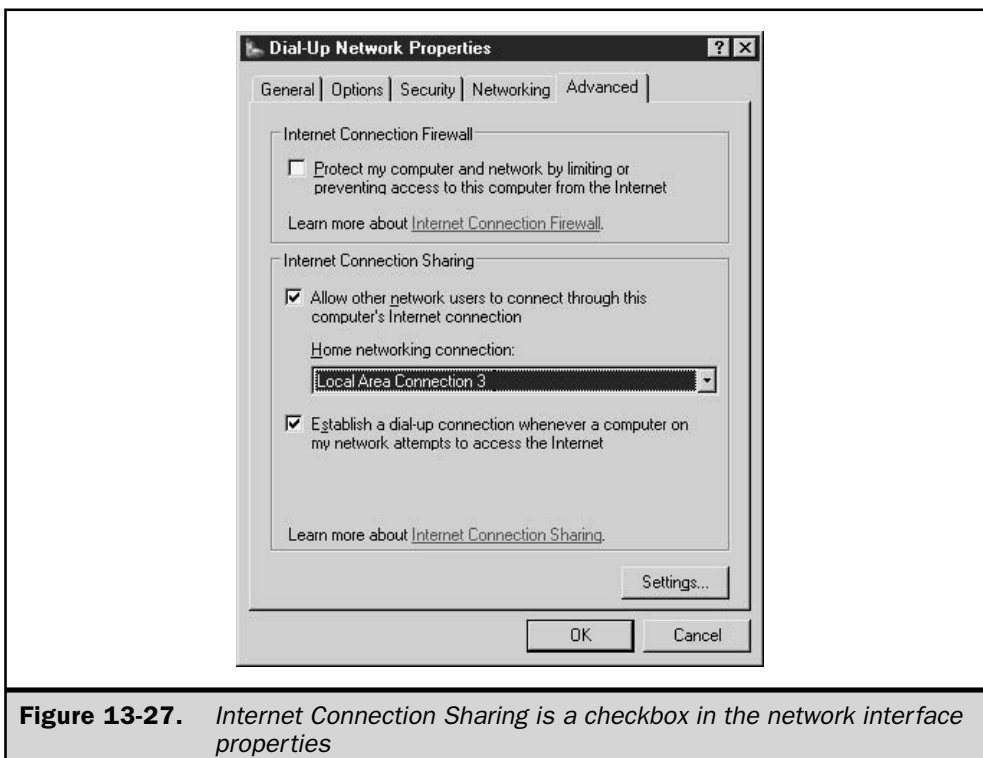 Dial-Up Network Properties
General Options Security Networking Advanced
Internet Connection Firewall
Protect my computer and network by limiting or
preventing access to this computer from the Internet
Learn more about Internet Connection Firewall.
Internet Connection Sharing
Allow other network users to connect through this
computer's Internet connection
Home networking connection:
Local Area Connection 3
Establish a dial-up connection whenever a computer on
my network attempts to access the Internet
Learn more about Internet Connection Sharing.
Settings...
OK Cancel
Figure 13-27. Internet Connection Sharing is a checkbox in the network interface
properties